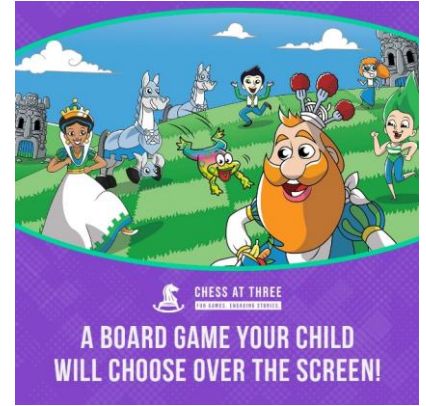 CHESS AT THREE
FUN GAMES. ENGAGING STORIES.
A BOARD GAME YOUR CHILD
WILL CHOOSE OVER THE SCREEN!